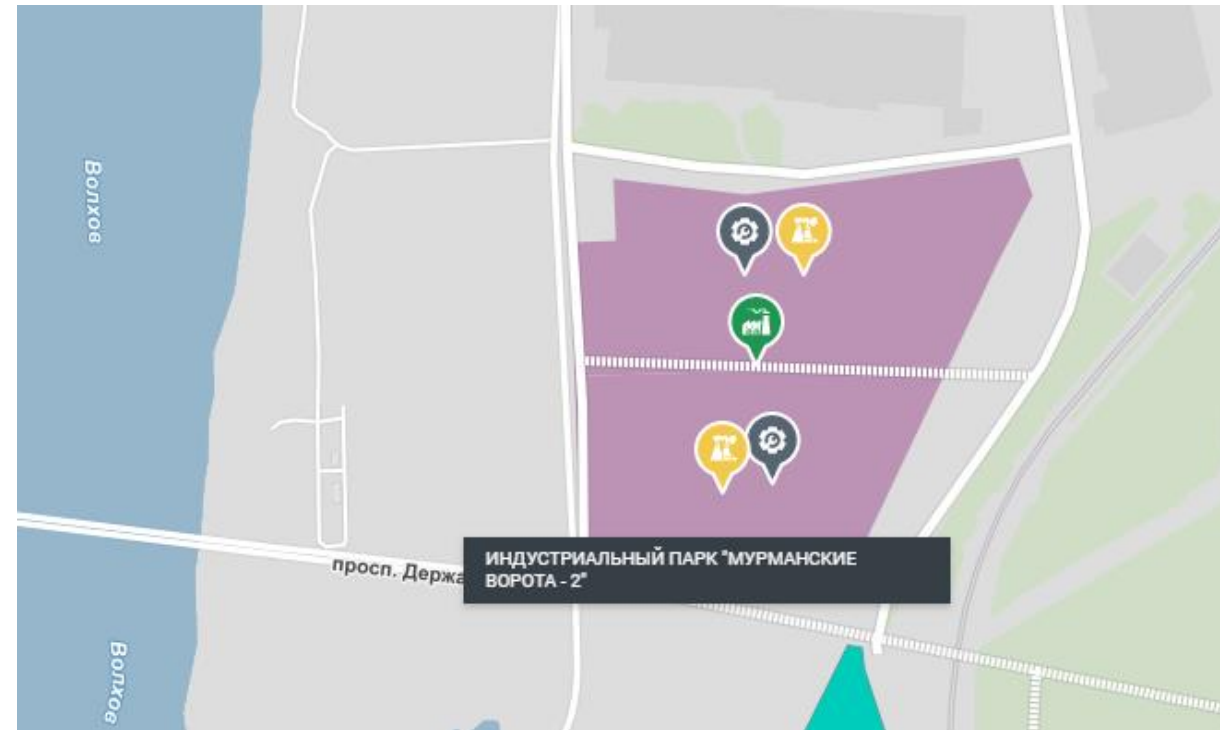 Волхов
просп. Держа
ИНДУСТРИАЛЬНЫЙ ПАРК "МУРМАНСКИЕ
ВОРОТА - 2"
Волхов